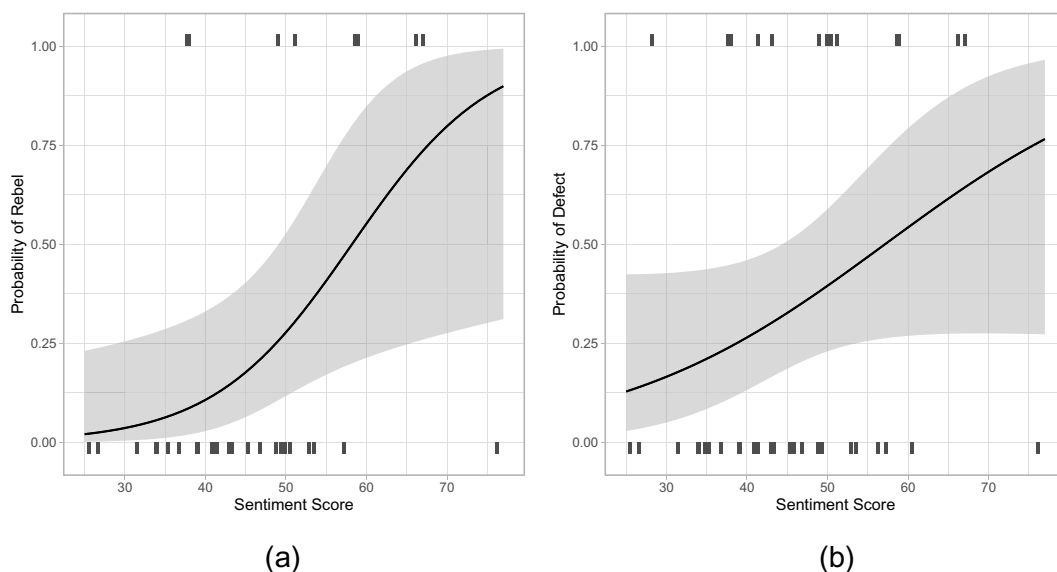 Probability of Rebel
1.00
0.75
0.50
0.25
0.00
30 40 50 60 70
Sentiment Score
(a)
Probability of Defect
1.00
0.75
0.50
0.25
0.00
30 40 50 60 70
Sentiment Score
(b)